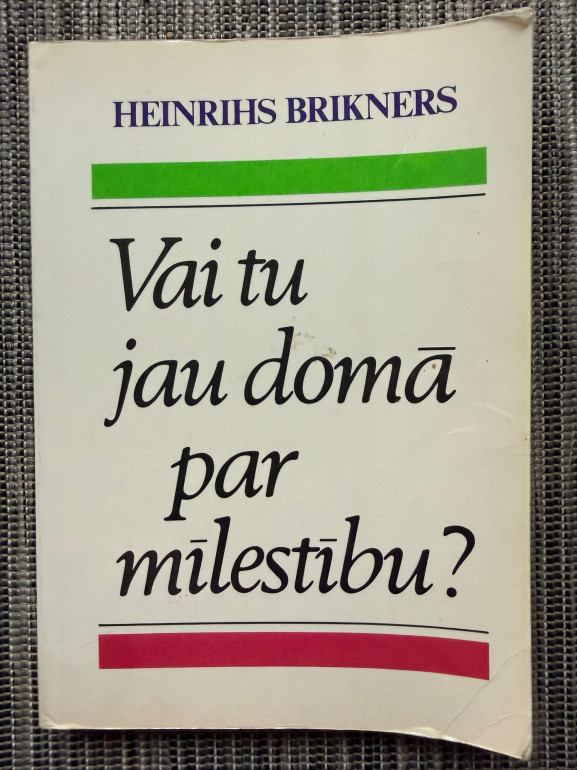 HEINRIHS BRIKNERS
Vai tu
jau domā
par
mīlestību?